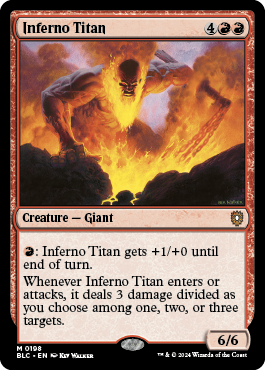 Inferno Titan 4
Creature — Giant
: Inferno Titan gets +1/+0 until
end of turn.
Whenever Inferno Titan enters or
attacks, it deals 3 damage divided as
you choose among one, two, or three
targets.
6/6
M 0198
BLC • EN Kev Walker
™ & © 2024 Wizards of the Coast